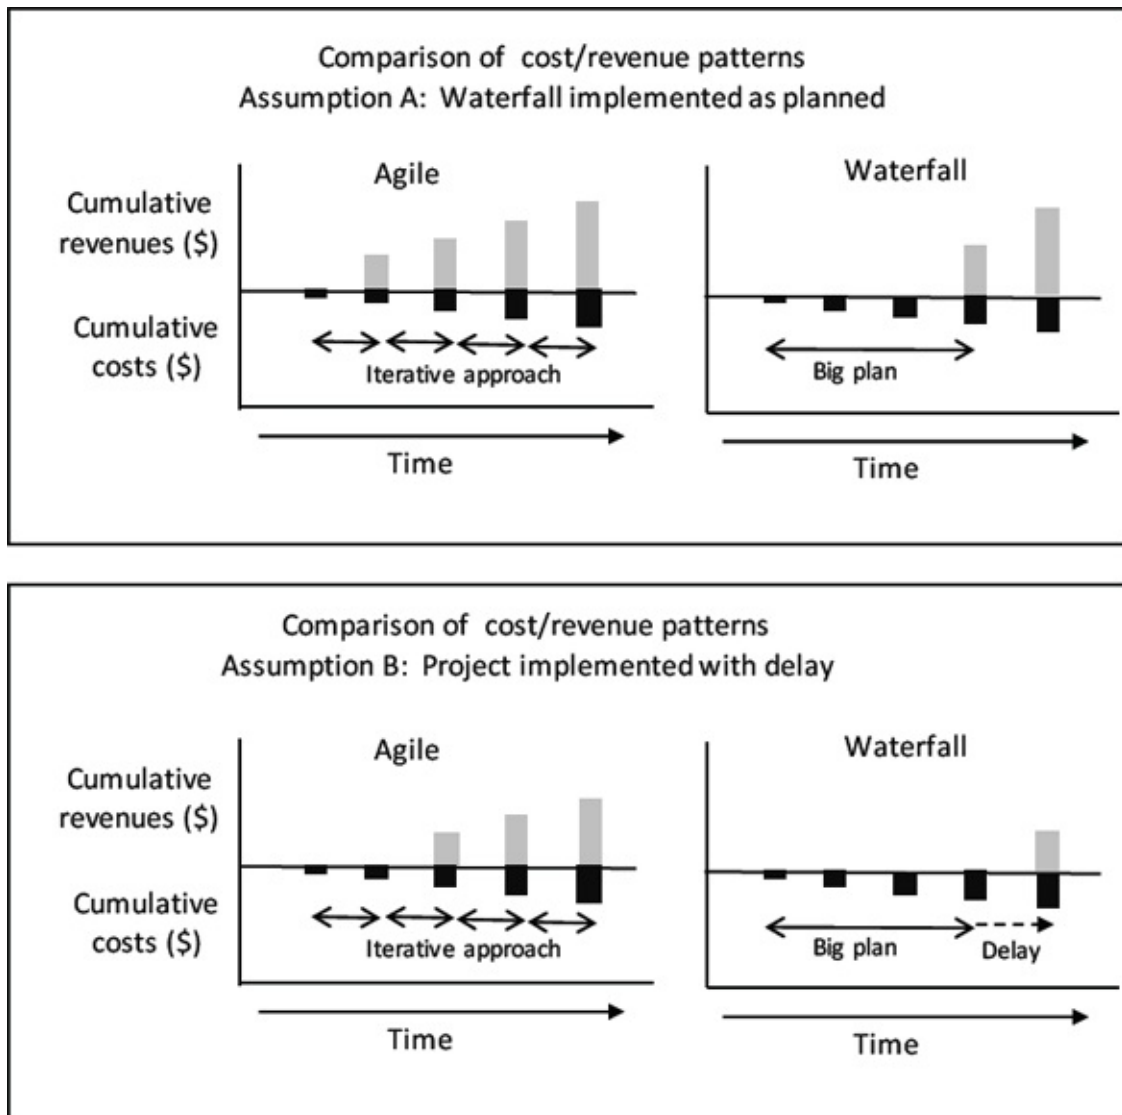 Comparison of cost/revenue patterns
Assumption A: Waterfall implemented as planned
Agile
Waterfall
Cumulative
revenues ($)
Cumulative
costs ($)
Iterative approach
Big plan
Time
Time
Comparison of cost/revenue patterns
Assumption B: Project implemented with delay
Agile
Waterfall
Cumulative
revenues ($)
Cumulative
costs ($)
Iterative approach
Big plan
Delay
Time
Time